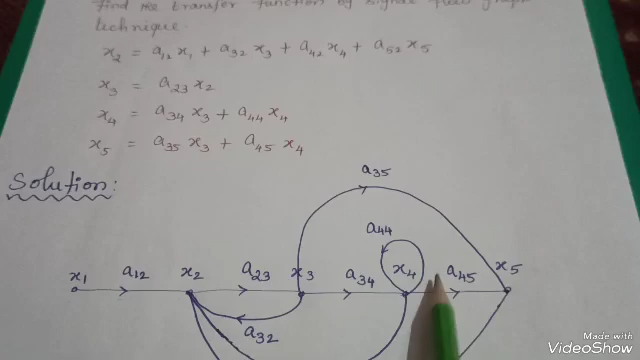 Find the transfer function by signal flow graph
technique.
x₂ = a₁₂ x₁ + a₃₂ x₃ + a₄₂ x₄ + a₅₂ x₅
x₃ = a₂₃ x₂
x₄ = a₃₄ x₃ + a₄₄ x₄
x₅ = a₃₅ x₃ + a₄₅ x₄
Solution:
a₃₅
a₄₄
x₁ a₁₂ x₂ a₂₃ x₃ a₃₄ x₄ a₄₅ x₅
a₃₂
Made with
VideoShow